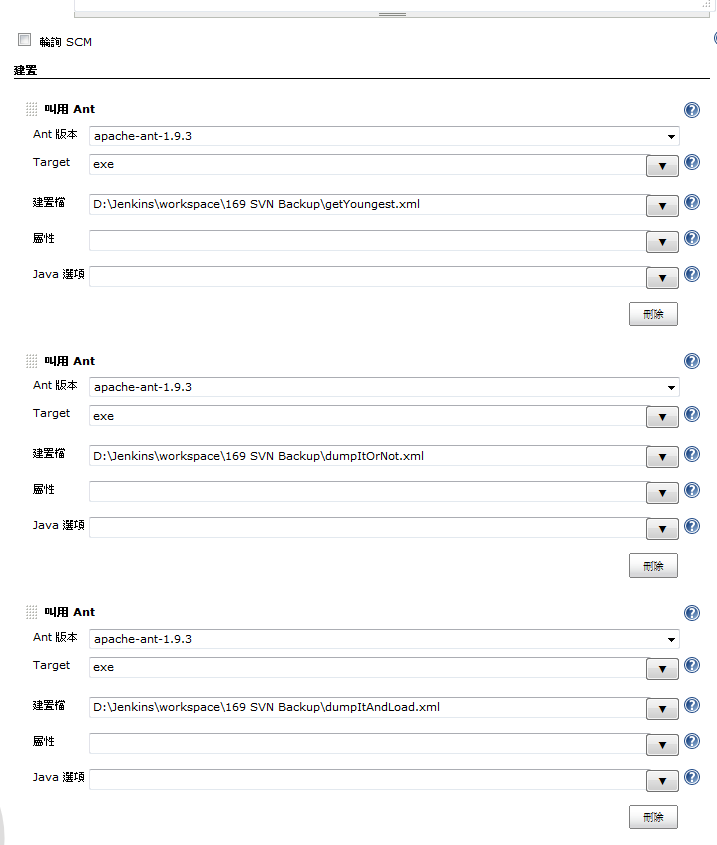 輪詢 SCM
建置
叫用 Ant
Ant 版本 apache-ant-1.9.3
Target exe
建置檔 D:\Jenkins\workspace\169 SVN Backup\getYoungest.xml
屬性
Java 選項
刪除
叫用 Ant
Ant 版本 apache-ant-1.9.3
Target exe
建置檔 D:\Jenkins\workspace\169 SVN Backup\dumpItOrNot.xml
屬性
Java 選項
刪除
叫用 Ant
Ant 版本 apache-ant-1.9.3
Target exe
建置檔 D:\Jenkins\workspace\169 SVN Backup\dumpItAndLoad.xml
屬性
Java 選項
刪除